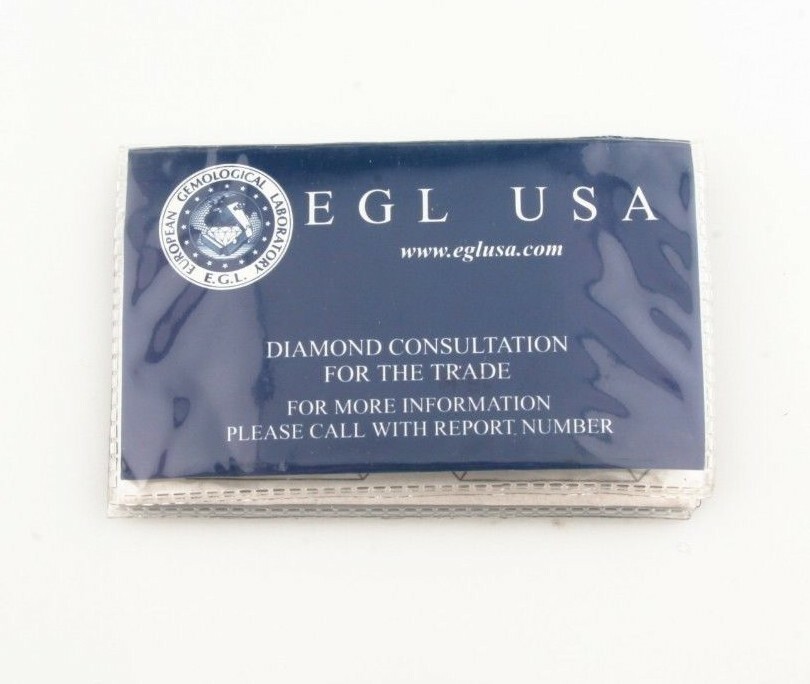 EUROPEAN GEMOLOGICAL LABORATORY
E.G.L.
EGL USA
www.eglusa.com
DIAMOND CONSULTATION
FOR THE TRADE
FOR MORE INFORMATION
PLEASE CALL WITH REPORT NUMBER